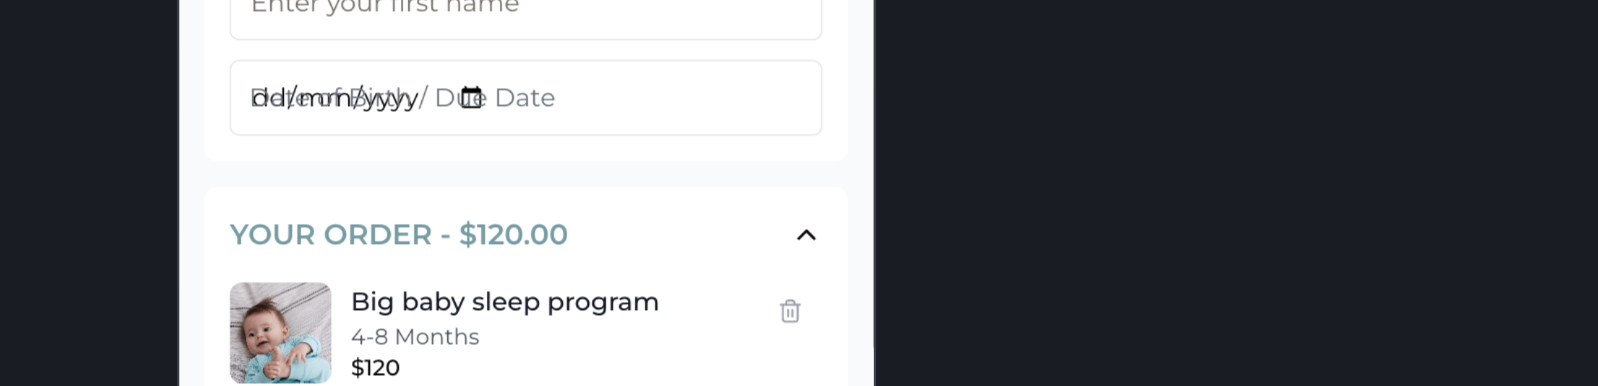 Enter your first name
dd/mm/yyyy
Date of Birth / Due Date
YOUR ORDER - $120.00
Big baby sleep program
4-8 Months
$120